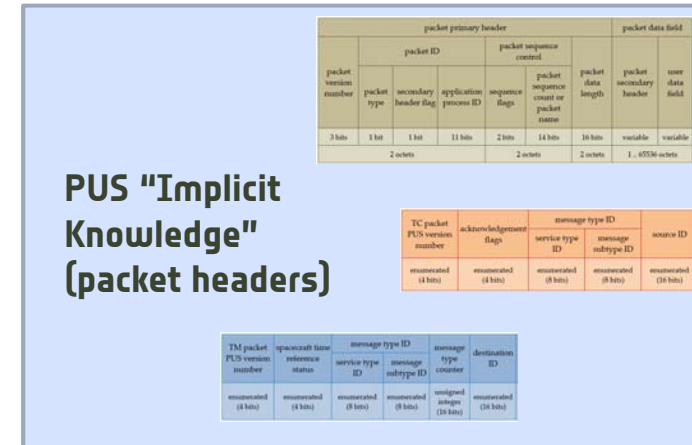 packet primary header packet data field
packet ID packet sequence control
packet version number packet type secondary header flag application process ID sequence flags packet sequence count or packet name packet data length packet secondary header user data field
3 bits 1 bit 1 bit 11 bits 2 bits 14 bits 16 bits variable variable
2 octets 2 octets 2 octets 1 .. 65536 octets
PUS “Implicit
Knowledge”
(packet headers)
TC packet PUS version number acknowledgement flags message type ID source ID
service type ID message subtype ID
enumerated (4 bits) enumerated (4 bits) enumerated (8 bits) enumerated (8 bits) enumerated (16 bits)
TM packet PUS version number spacecraft time reference status message type ID message type counter destination ID
service type ID message subtype ID
enumerated (4 bits) enumerated (4 bits) enumerated (8 bits) enumerated (8 bits) unsigned integer (16 bits) enumerated (16 bits)